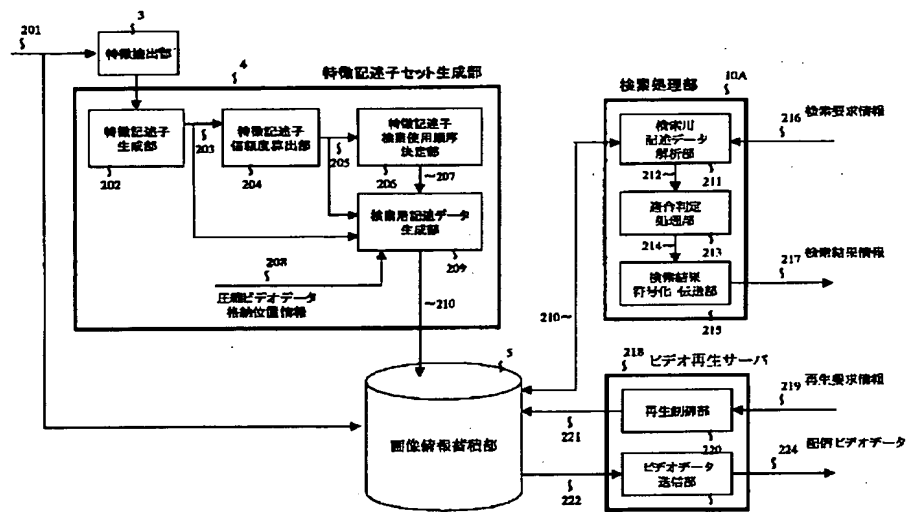 201
3
特徴抽出部
4
特徴記述子セット生成部
特徴記述子
生成部
202
203
特徴記述子
信頼度算出部
204
205
特徴記述子
検索使用順序
決定部
206
207
検索用記述データ
生成部
209
208
圧縮ビデオデータ
格納位置情報
210
検索処理部
10A
検索用
記述データ
解析部
211
212
216
検索要求情報
適合判定
処理部
213
214
217
検索結果情報
検索結果
符号化・伝送部
215
210
5
画像情報蓄積部
218
ビデオ再生サーバ
219
再生要求情報
再生制御部
220
221
224
配信ビデオデータ
ビデオデータ
送信部
222